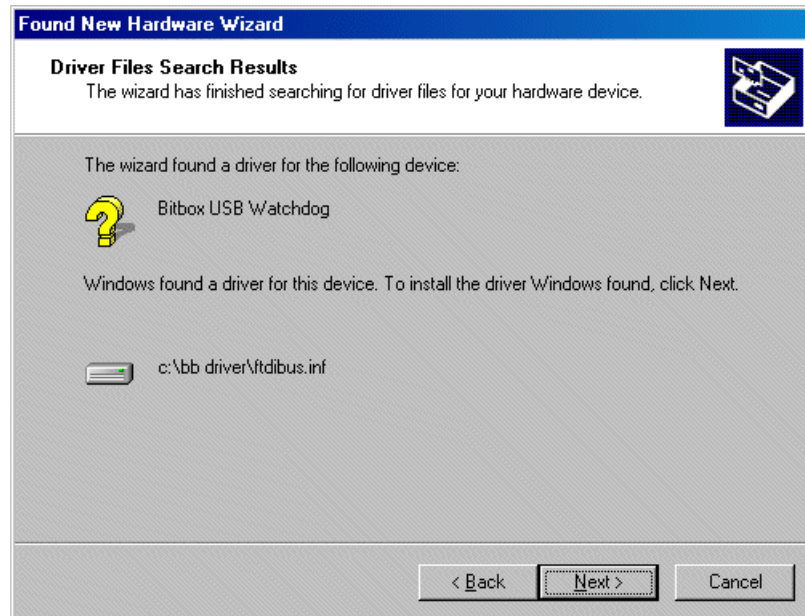 Found New Hardware Wizard
Driver Files Search Results
The wizard has finished searching for driver files for your hardware device.
The wizard found a driver for the following device:
Bitbox USB Watchdog
Windows found a driver for this device. To install the driver Windows found, click Next.
c:\bb driver\ftdibus.inf
< Back
Next >
Cancel